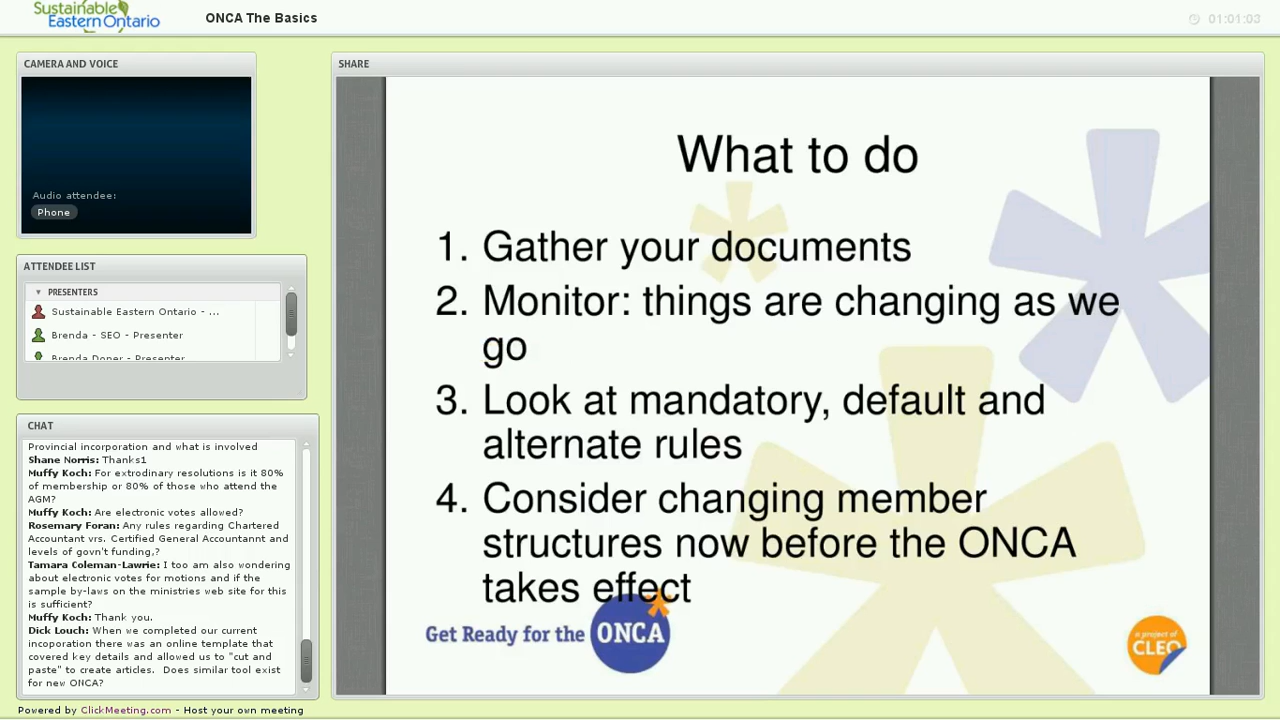 Sustainable
Eastern Ontario
ONCA The Basics
01:01:03
CAMERA AND VOICE
Audio attendee:
Phone
ATTENDEE LIST
PRESENTERS
Sustainable Eastern Ontario - ...
Brenda - SEO - Presenter
Brenda Doner - Presenter
CHAT
Provincial incorporation and what is involved
Shane Norris: Thanks1
Muffy Koch: For extrodinary resolutions is it 80%
of membership or 80% of those who attend the
AGM?
Muffy Koch: Are electronic votes allowed?
Rosemary Foran: Any rules regarding Chartered
Accountant vrs. Certified General Accountannt and
levels of govn't funding,?
Tamara Coleman-Lawrie: I too am also wondering
about electronic votes for motions and if the
sample by-laws on the ministries web site for this
is sufficient?
Muffy Koch: Thank you.
Dick Louch: When we completed our current
incoporation there was an online template that
covered key details and allowed us to "cut and
paste" to create articles.  Does similar tool exist
for new ONCA?
Powered by ClickMeeting.com - Host your own meeting
SHARE
What to do
1. Gather your documents
2. Monitor: things are changing as we
go
3. Look at mandatory, default and
alternate rules
4. Consider changing member
structures now before the ONCA
takes effect
Get Ready for the ONCA
a project of
CLEO